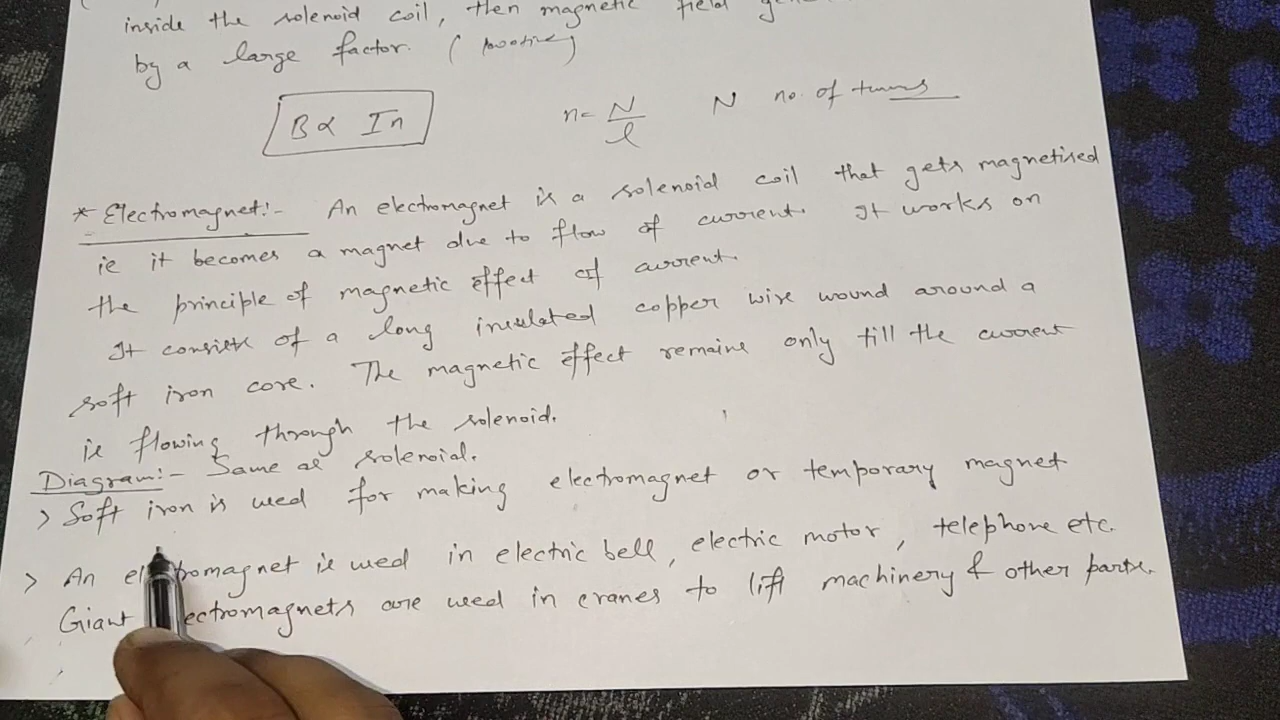 inside the solenoid coil, then magnetic field
by a large factor. (
B ∝ In
n = N/l N no. of turns
* Electromagnet:- An electromagnet is a solenoid coil that gets magnetised
ie it becomes a magnet due to flow of current. It works on
the principle of magnetic effect of current.
It consists of a long insulated copper wire wound around a
soft iron core. The magnetic effect remains only till the current
is flowing through the solenoid.
Diagram:- Same as solenoid.
> Soft iron is used for making electromagnet or temporary magnet
> An electromagnet is used in electric bell, electric motor, telephone etc.
Giant electromagnets are used in cranes to lift machinery & other parts.